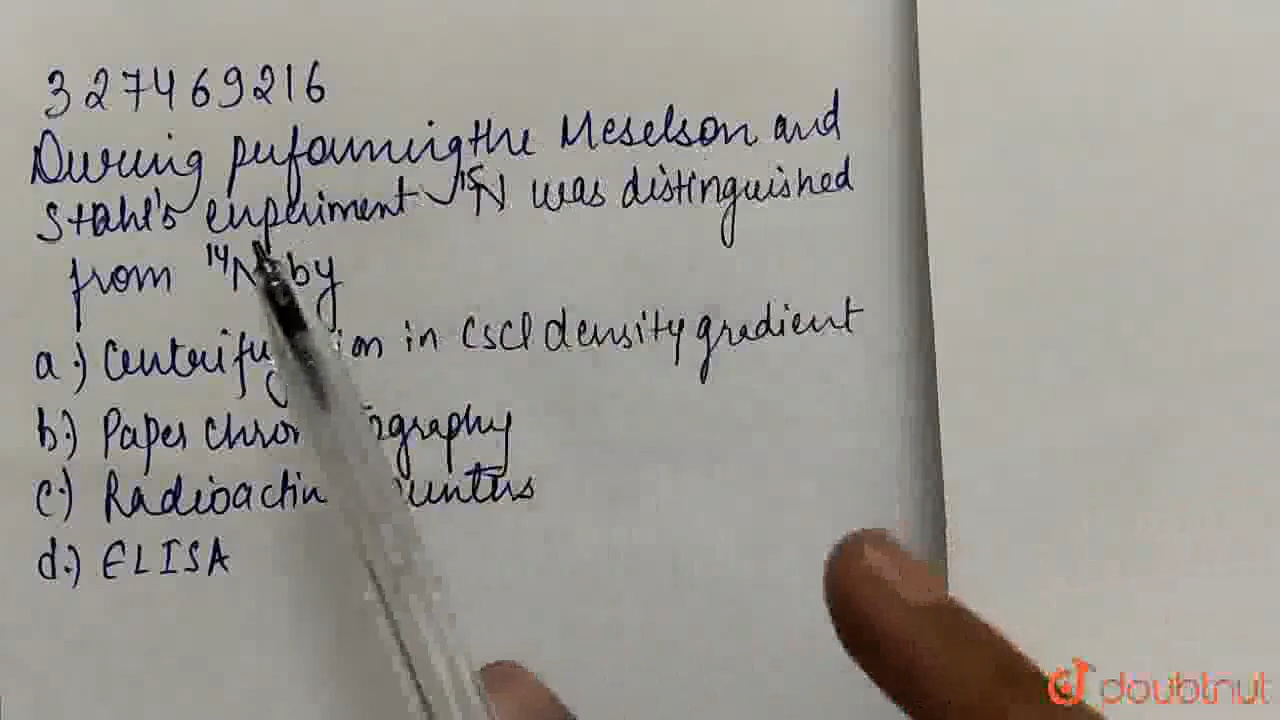 327469216
During performing the Meselson and
Stahl's experiment 15N was distinguished
from 14N by
a.) Centrifu ion in CsCl density gradient
b.) Paper chro graphy
c.) Radioactiv unters
d.) ELISA
doubtnut